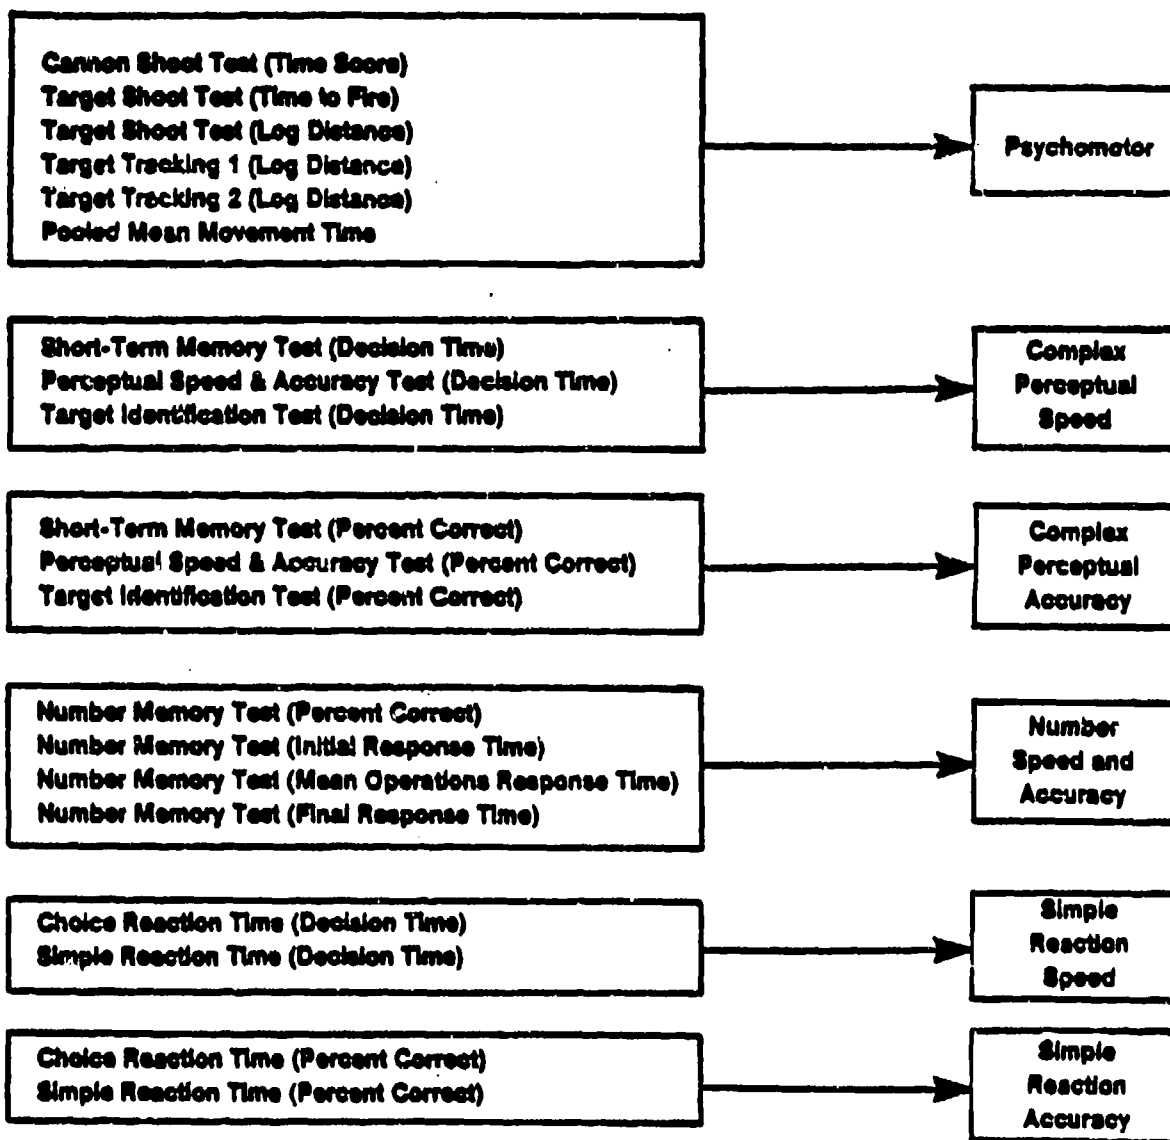 Cannon Shoot Test (Time Score)
Target Shoot Test (Time to Fire)
Target Shoot Test (Log Distance)
Target Tracking 1 (Log Distance)
Target Tracking 2 (Log Distance)
Pooled Mean Movement Time
Psychomotor
Short-Term Memory Test (Decision Time)
Perceptual Speed & Accuracy Test (Decision Time)
Target Identification Test (Decision Time)
Complex
Perceptual
Speed
Short-Term Memory Test (Percent Correct)
Perceptual Speed & Accuracy Test (Percent Correct)
Target Identification Test (Percent Correct)
Complex
Perceptual
Accuracy
Number Memory Test (Percent Correct)
Number Memory Test (Initial Response Time)
Number Memory Test (Mean Operations Response Time)
Number Memory Test (Final Response Time)
Number
Speed and
Accuracy
Choice Reaction Time (Decision Time)
Simple Reaction Time (Decision Time)
Simple
Reaction
Speed
Choice Reaction Time (Percent Correct)
Simple Reaction Time (Percent Correct)
Simple
Reaction
Accuracy